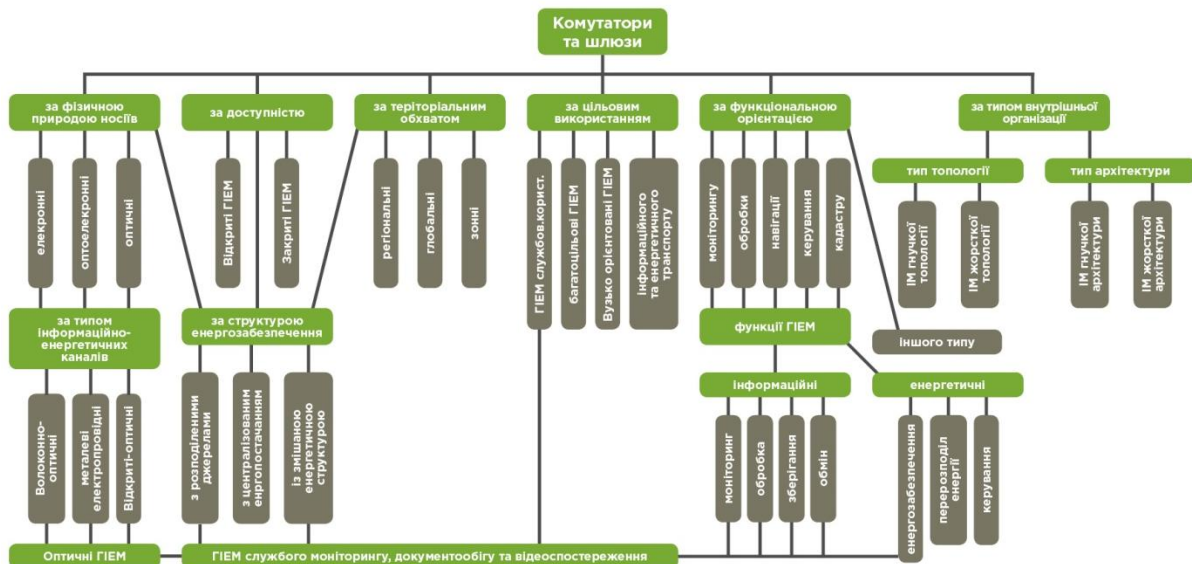 Комутатори
та шлюзи
за фізичною
природою носіїв
за доступністю
за теріторіальним
обхватом
за цільовим
використанням
за функціональною
орієнтацією
за типом внутрішньої
організації
тип топології
тип архітектури
елекронні
оптоелекронні
оптичні
Відкриті ГІЕМ
Закриті ГІЕМ
регіональні
глобальні
зонні
ГІЕМ службов.корист.
багатоцільові ГІЕМ
Вузько орієнтовані ГІЕМ
інформаційного
та енергетичного
транспорту
моніторингу
обробки
навігації
керування
кадастру
ІМ гнучкої
топології
ІМ жорсткої
топології
ІМ гнучкої
архітектури
ІМ жорсткої
архітектури
за типом
інформаційно-
енергетичних
каналів
за структурою
енергозабезпечення
функції ГІЕМ
іншого типу
інформаційні
енергетичні
Волоконно-
оптичні
металеві
електропровідні
Відкриті-оптичні
з розподіленими
джерелами
з централізованим
енргопостачанням
із змішаною
енергетичною
структурою
моніторинг
обробка
зберігання
обмін
енергозабезпечення
перерозподіл
енергії
керування
Оптичні ГІЕМ
ГІЕМ службого моніторингу, документообігу та відеоспостереження